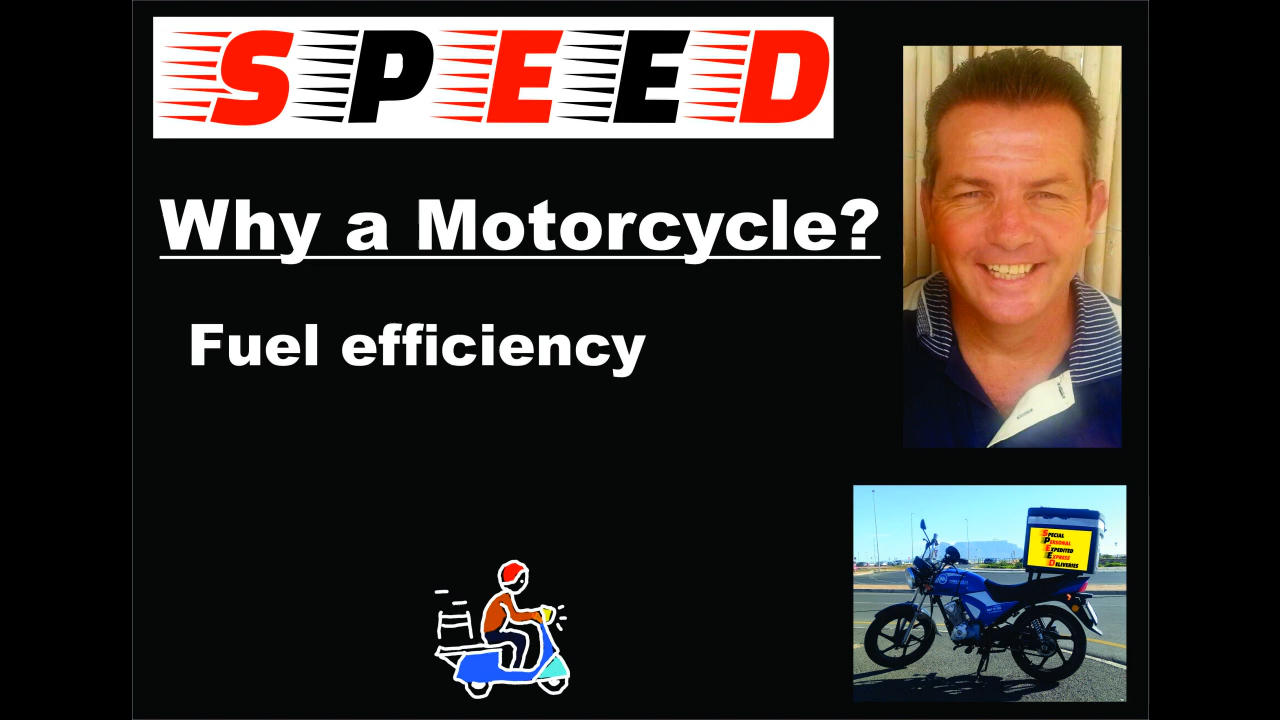 SPEED
Why a Motorcycle?
Fuel efficiency
SPECIAL
PERSONAL
EXPEDITED
EXPRESS
DELIVERIES